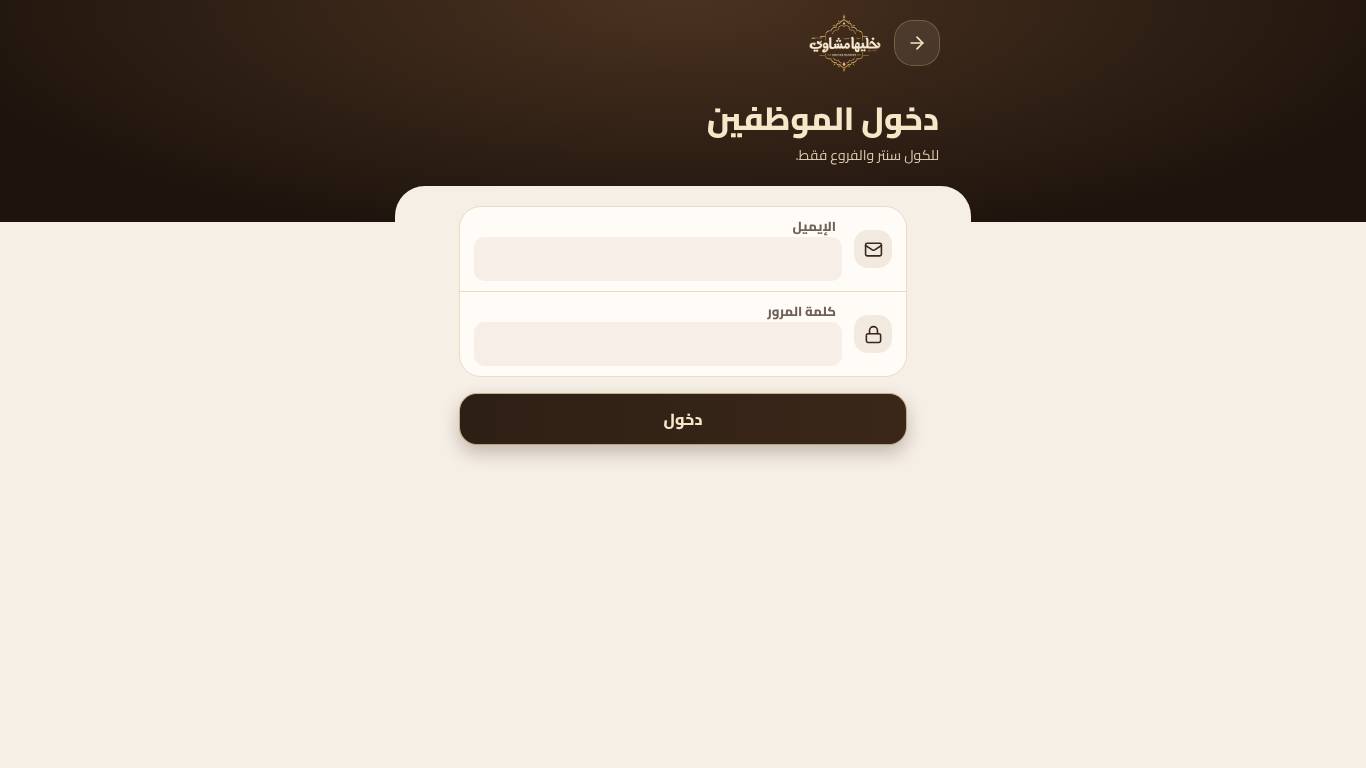 خليها مشاوي
دخول الموظفين
للكول سنتر والفروع فقط.
الإيميل
كلمة المرور
دخول